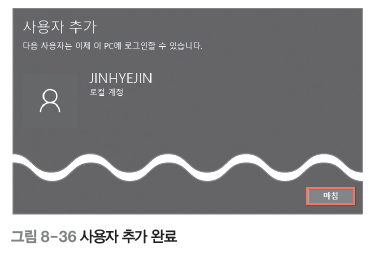 사용자 추가
다음 사용자는 이제 이 PC에 로그인할 수 있습니다.
JINHYEJIN
로컬 계정
마침
그림 8-36 사용자 추가 완료